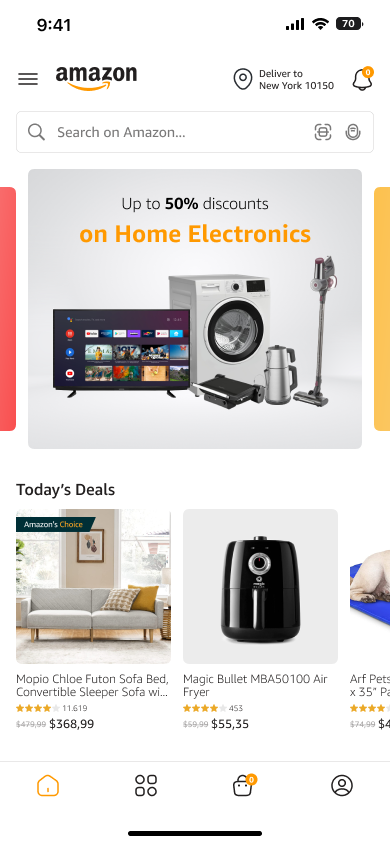 9:41
70
amazon
Deliver to
New York 10150
0
Search on Amazon...
Up to 50% discounts
on Home Electronics
Today's Deals
Amazon's Choice
Mopio Chloe Futon Sofa Bed,
Convertible Sleeper Sofa wi...
11.619
$479,99 $368,99
Magic Bullet MBA50100 Air
Fryer
453
$59,99 $55,35
Arf Pets
x 35" Pa
$74,99 $4
0